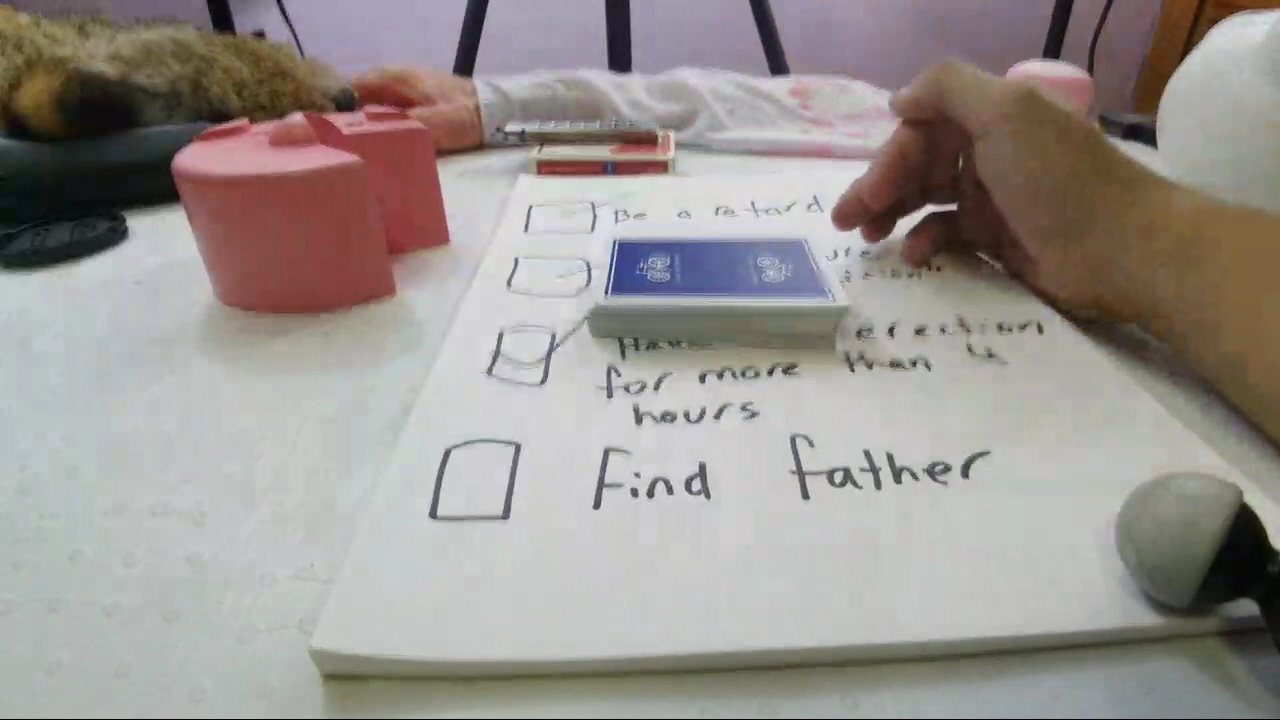 Be a retard
erection
for more than 4
hours
Find father